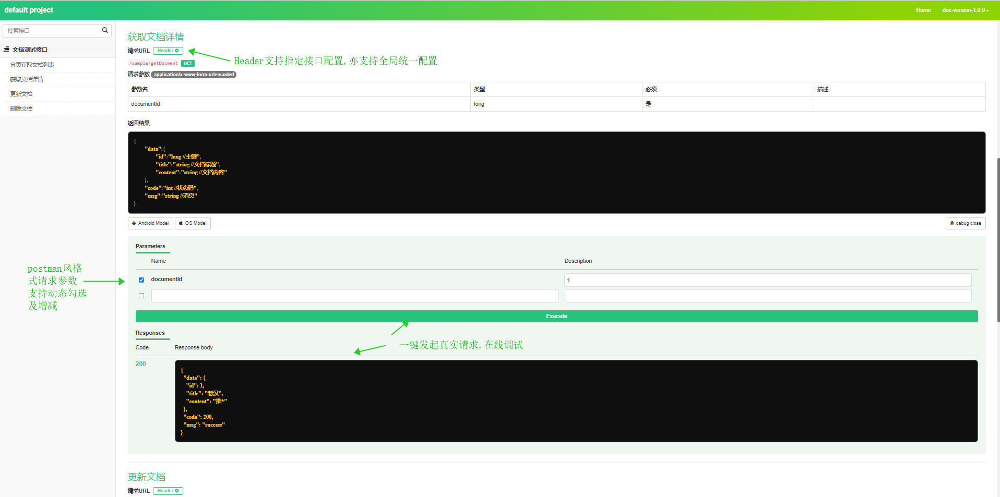 default project
Home
doc-version-1.0.0
搜索接口
文档测试接口
分页获取文档列表
获取文档详情
更新文档
删除文档
获取文档详情
请求URL Header
Header支持指定接口配置,亦支持全局统一配置
/sample/getDocment GET
请求参数 application/x-www-form-urlencoded
参数名 类型 必须 描述
documentId long 是
返回结果
{
"data":{
"id":"long //主键",
"title":"string //文档标题",
"content":"string //文档内容"
},
"code":"int //状态码",
"msg":"string //消息"
}
Android Model iOS Model debug close
Parameters
Name Description
postman风格
式请求参数
支持动态勾选
及增减
documentId 1
Execute
Responses
一键发起真实请求,在线调试
Code Response body
200
{
"data": {
"id": 1,
"title": "老汉",
"content": "推*"
},
"code": 200,
"msg": "success"
}
更新文档
请求URL Header